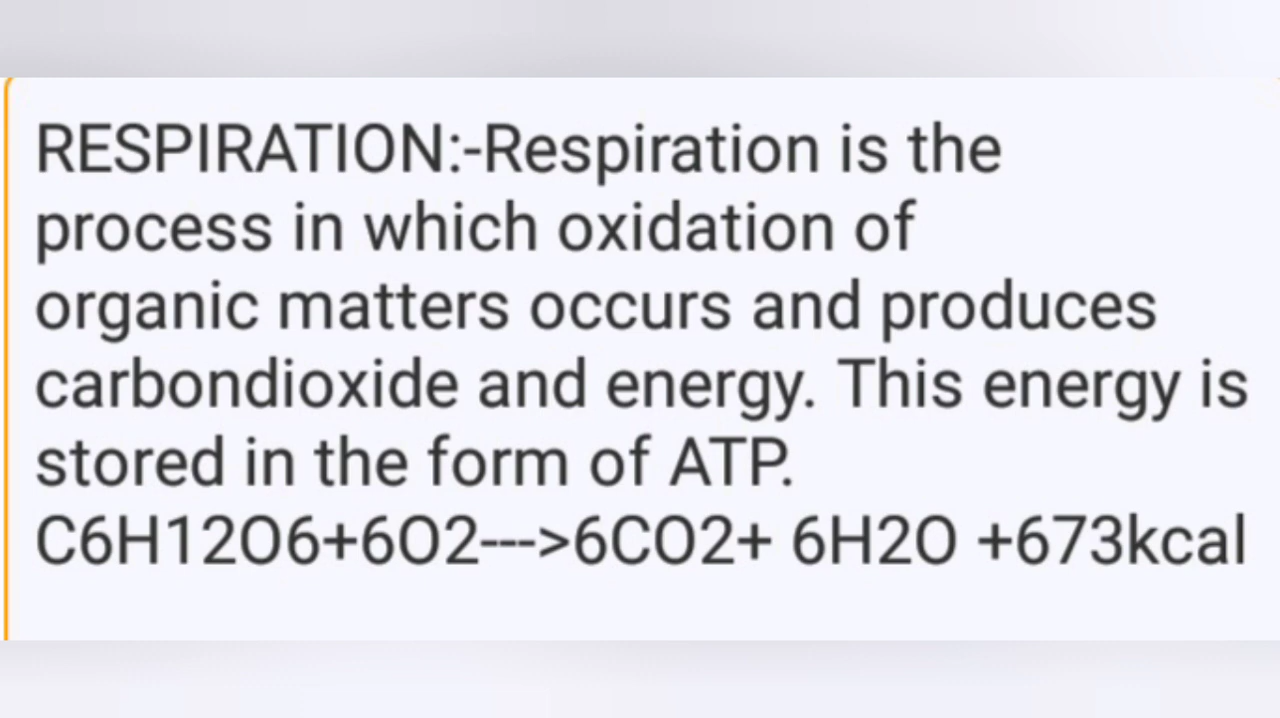 RESPIRATION:-Respiration is the
process in which oxidation of
organic matters occurs and produces
carbondioxide and energy. This energy is
stored in the form of ATP.
C6H12O6+6O2--->6CO2+ 6H2O +673kcal